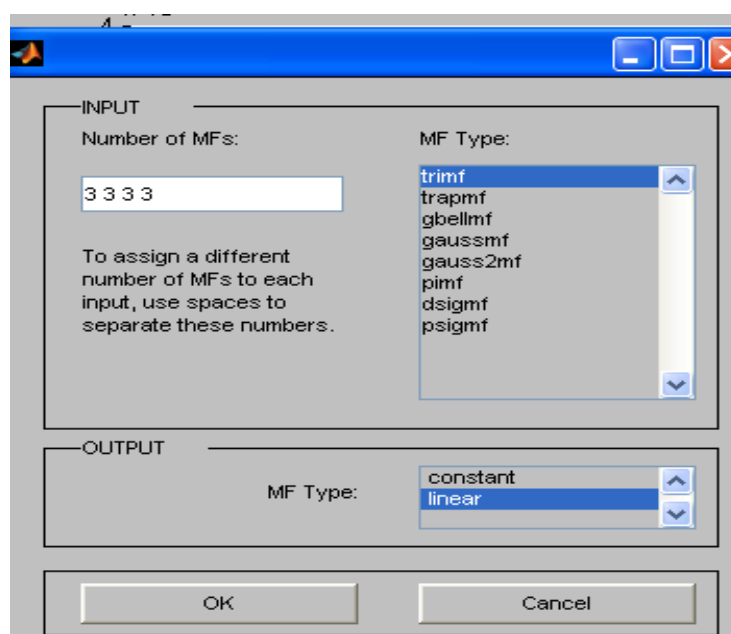 INPUT
Number of MFs:
3 3 3 3
To assign a different
number of MFs to each
input, use spaces to
separate these numbers.
MF Type:
trimf
trapmf
gbellmf
gaussmf
gauss2mf
pimf
dsigmf
psigmf
OUTPUT
MF Type:
constant
linear
OK
Cancel